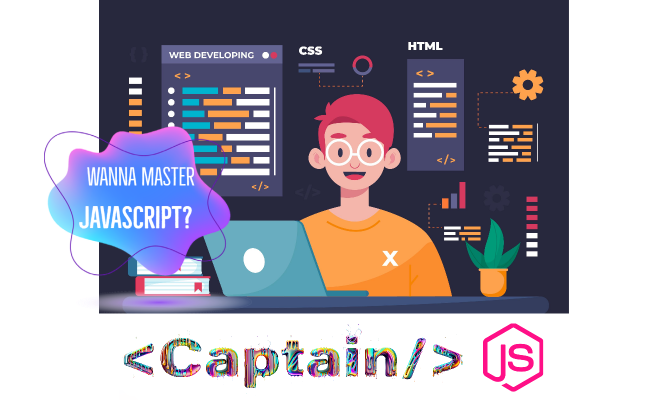 WEB DEVELOPING
CSS
HTML
< >
< >
</>
</>
</>
{ }
WANNA MASTER
JAVASCRIPT?
X
<Captain/>
JS